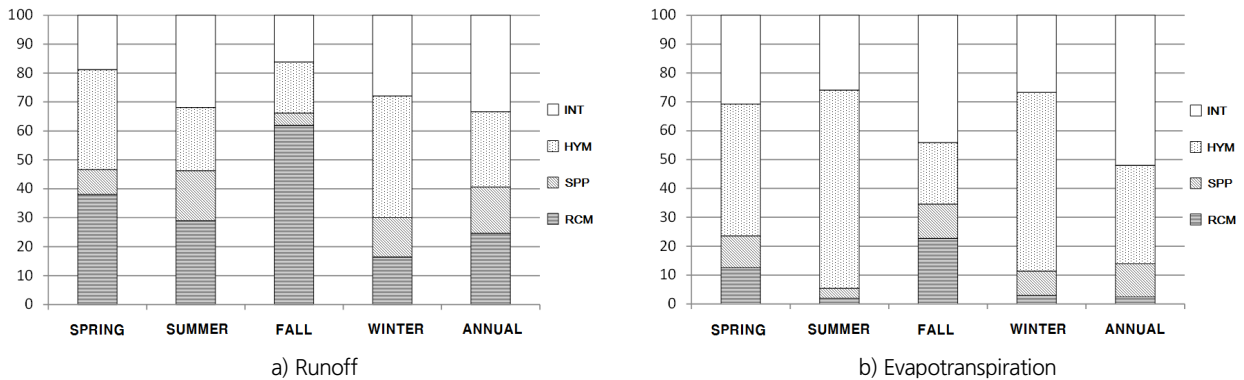 100
90
80
70
60
50
40
30
20
10
0
SPRING SUMMER FALL WINTER ANNUAL
INT
HYM
SPP
RCM
a) Runoff
100
90
80
70
60
50
40
30
20
10
0
SPRING SUMMER FALL WINTER ANNUAL
INT
HYM
SPP
RCM
b) Evapotranspiration